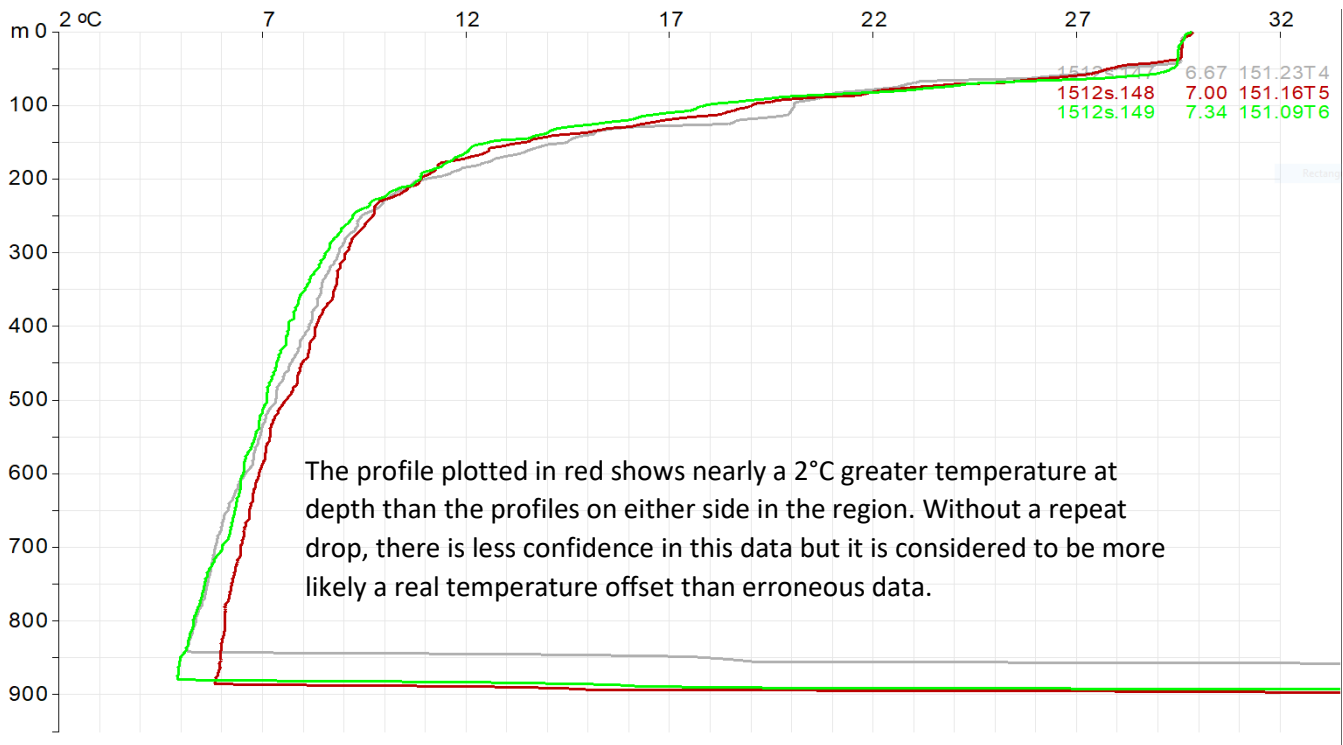 2 ºC 7 12 17 22 27 32
m 0
1512s.147 6.67 151.23T4
1512s.148 7.00 151.16T5
100
1512s.149 7.34 151.09T6
Rectang
200
300
400
500
600
The profile plotted in red shows nearly a 2°C greater temperature at
depth than the profiles on either side in the region. Without a repeat
700
drop, there is less confidence in this data but it is considered to be more
likely a real temperature offset than erroneous data.
800
900